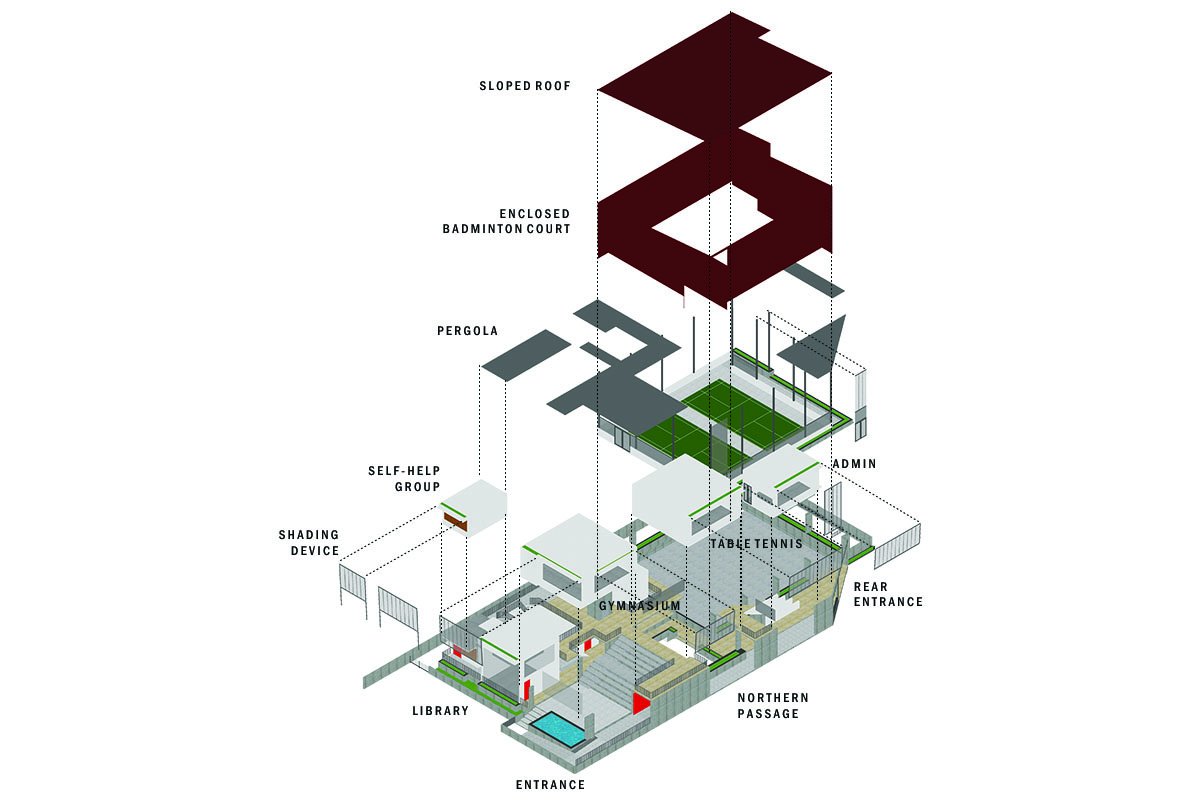 SLOPED ROOF
ENCLOSED
BADMINTON COURT
PERGOLA
SELF-HELP
GROUP
ADMIN
SHADING
DEVICE
TABLE TENNIS
REAR
ENTRANCE
GYMNASIUM
LIBRARY
NORTHERN
PASSAGE
ENTRANCE